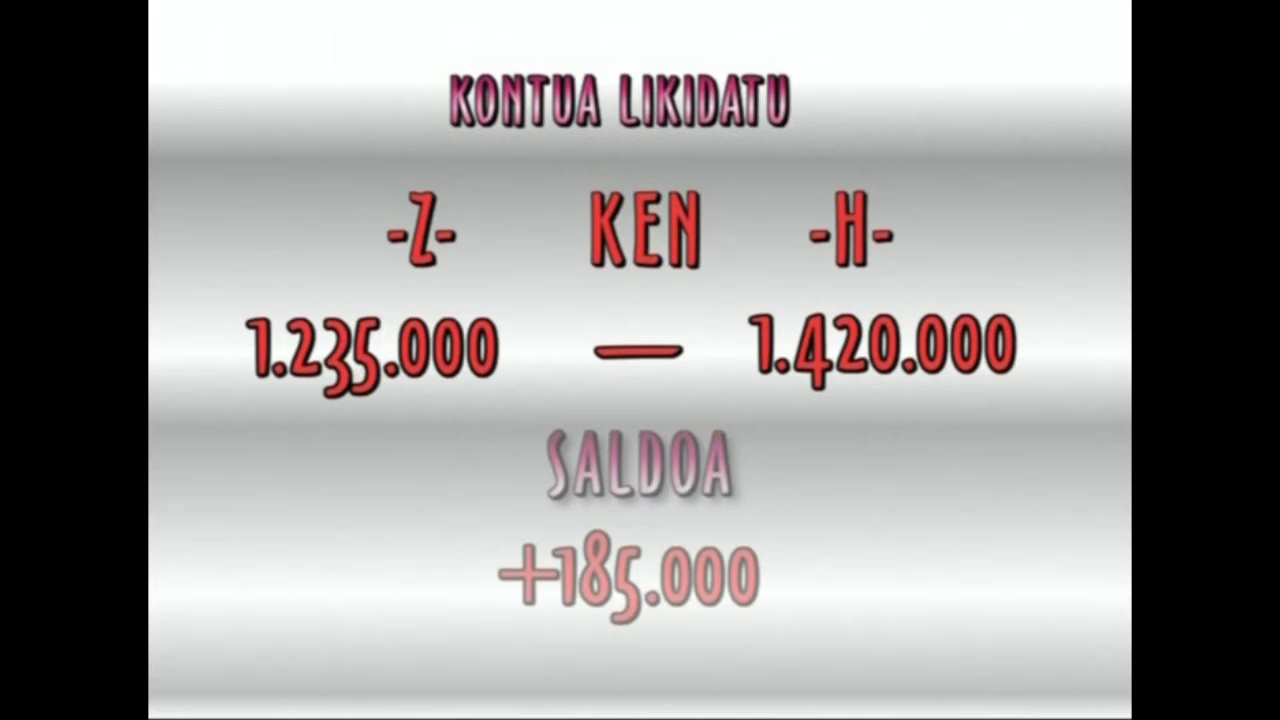 KONTUA LIKIDATU
-Z- KEN -H-
1.235.000 — 1.420.000
SALDOA
+185.000